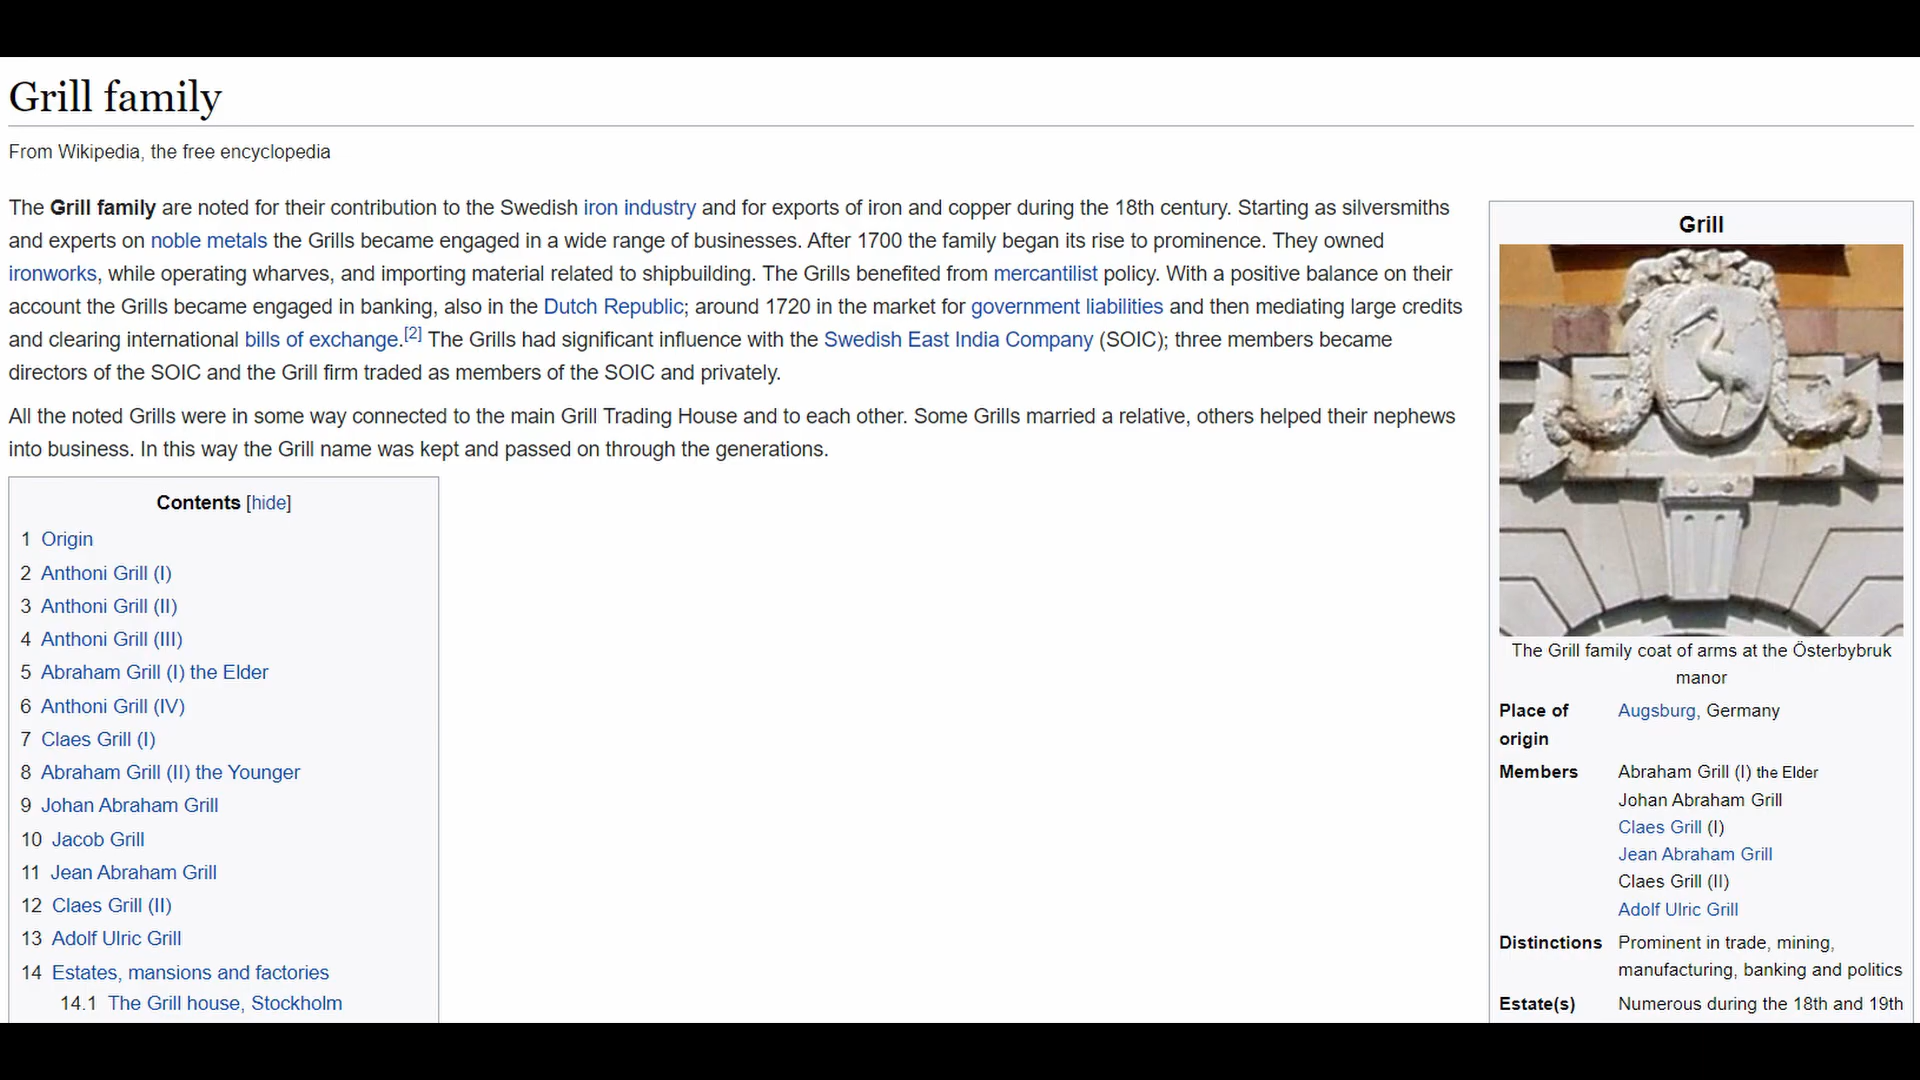 Grill family
From Wikipedia, the free encyclopedia
The Grill family are noted for their contribution to the Swedish iron industry and for exports of iron and copper during the 18th century. Starting as silversmiths
and experts on noble metals the Grills became engaged in a wide range of businesses. After 1700 the family began its rise to prominence. They owned
ironworks, while operating wharves, and importing material related to shipbuilding. The Grills benefited from mercantilist policy. With a positive balance on their
account the Grills became engaged in banking, also in the Dutch Republic; around 1720 in the market for government liabilities and then mediating large credits
and clearing international bills of exchange.[2] The Grills had significant influence with the Swedish East India Company (SOIC); three members became
directors of the SOIC and the Grill firm traded as members of the SOIC and privately.
All the noted Grills were in some way connected to the main Grill Trading House and to each other. Some Grills married a relative, others helped their nephews
into business. In this way the Grill name was kept and passed on through the generations.
Contents [hide]
1 Origin
2 Anthoni Grill (I)
3 Anthoni Grill (II)
4 Anthoni Grill (III)
5 Abraham Grill (I) the Elder
6 Anthoni Grill (IV)
7 Claes Grill (I)
8 Abraham Grill (II) the Younger
9 Johan Abraham Grill
10 Jacob Grill
11 Jean Abraham Grill
12 Claes Grill (II)
13 Adolf Ulric Grill
14 Estates, mansions and factories
14.1 The Grill house, Stockholm
Grill
The Grill family coat of arms at the Österbybruk
manor
Place of origin Augsburg, Germany
Members Abraham Grill (I) the Elder
Johan Abraham Grill
Claes Grill (I)
Jean Abraham Grill
Claes Grill (II)
Adolf Ulric Grill
Distinctions Prominent in trade, mining,
manufacturing, banking and politics
Estate(s) Numerous during the 18th and 19th